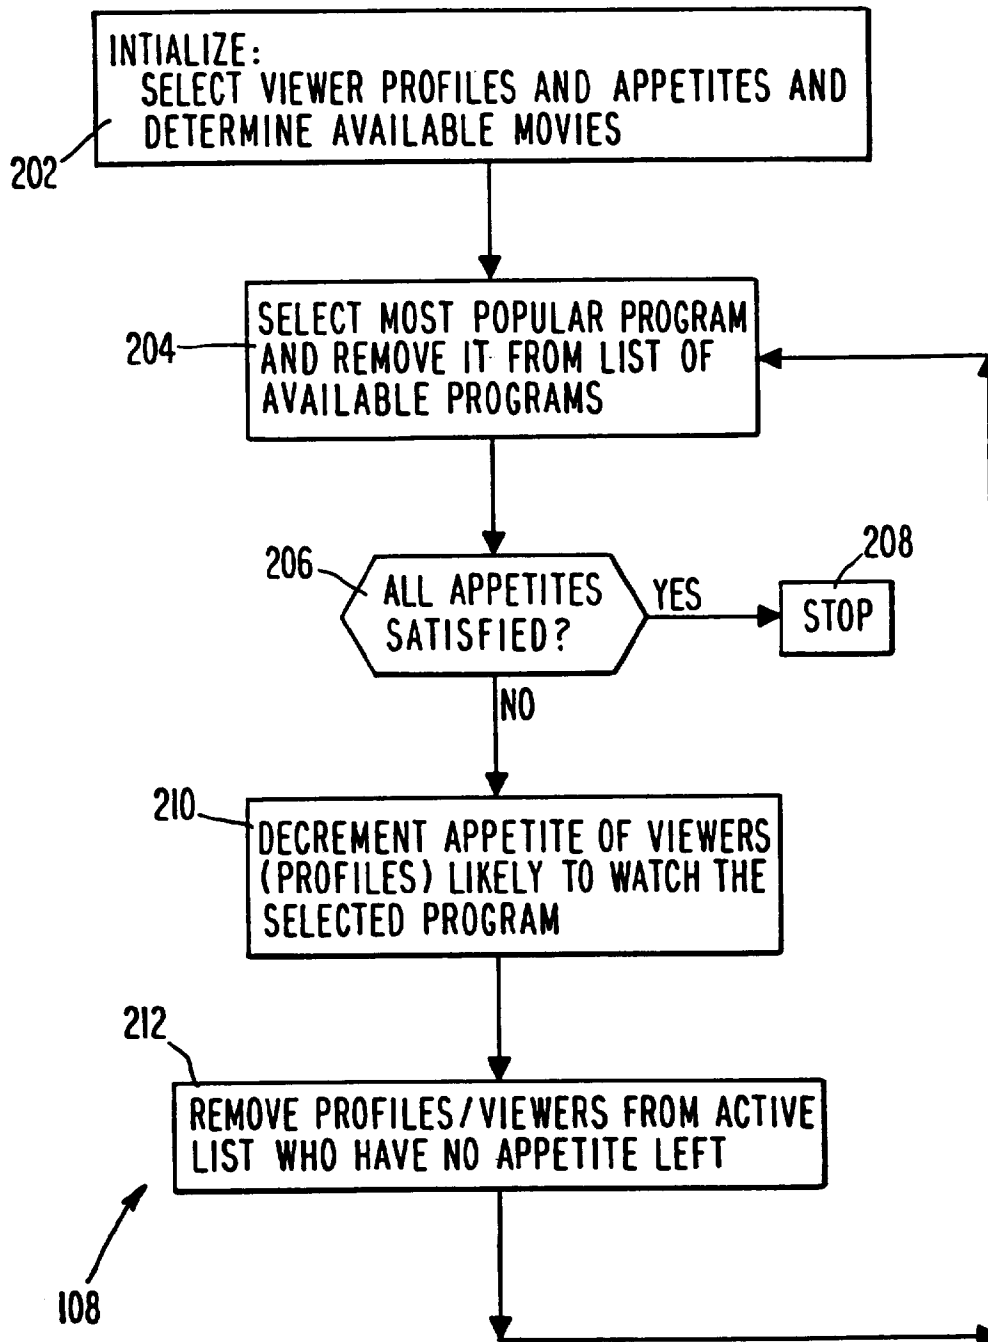 INTIALIZE:
SELECT VIEWER PROFILES AND APPETITES AND
DETERMINE AVAILABLE MOVIES
202
SELECT MOST POPULAR PROGRAM
AND REMOVE IT FROM LIST OF
AVAILABLE PROGRAMS
204
206
ALL APPETITES
SATISFIED?
YES
208
STOP
NO
210
DECREMENT APPETITE OF VIEWERS
(PROFILES) LIKELY TO WATCH THE
SELECTED PROGRAM
212
REMOVE PROFILES/VIEWERS FROM ACTIVE
LIST WHO HAVE NO APPETITE LEFT
108